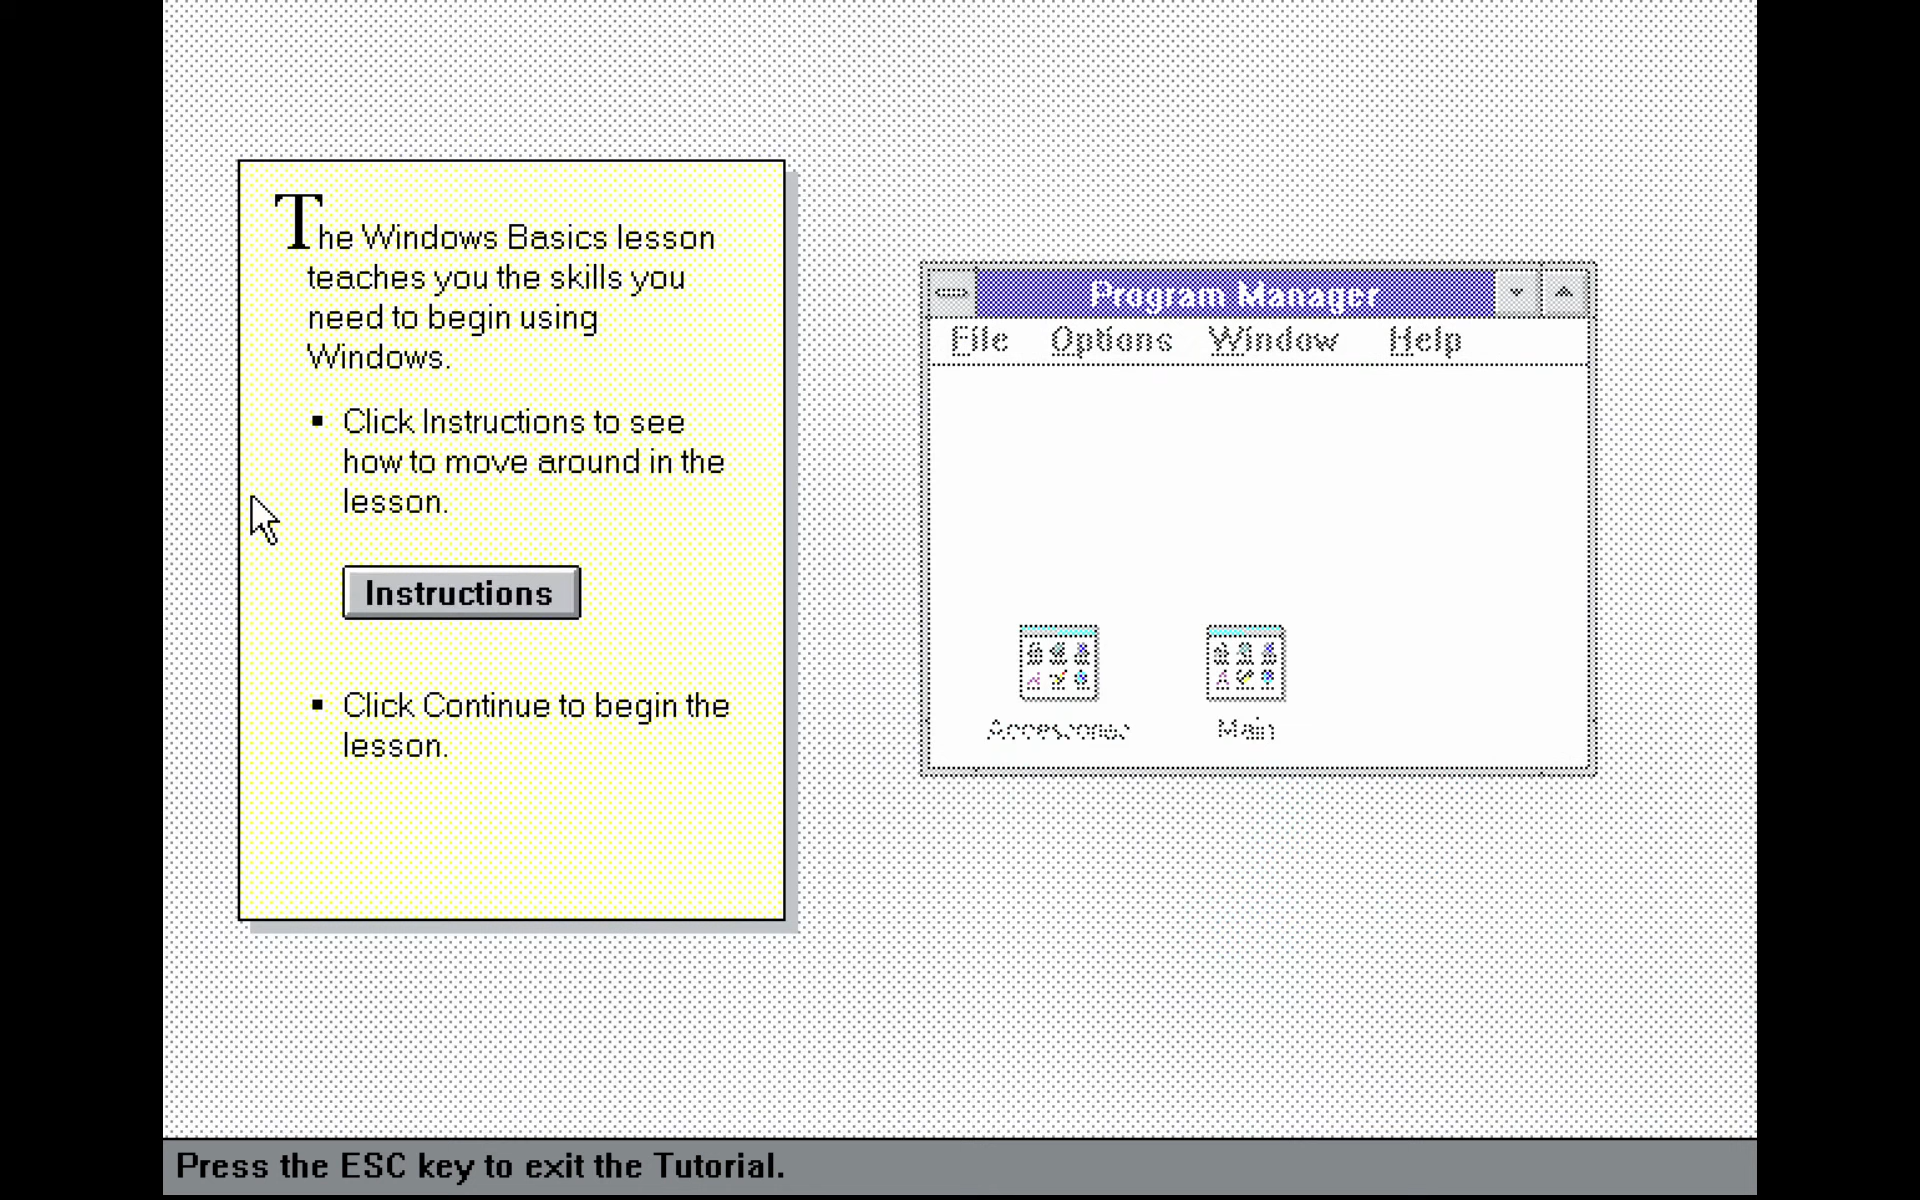 The Windows Basics lesson
teaches you the skills you
need to begin using
Windows.
▪ Click Instructions to see
how to move around in the
lesson.
Instructions
▪ Click Continue to begin the
lesson.
Program Manager
File Options Window Help
Accessories Main
Press the ESC key to exit the Tutorial.